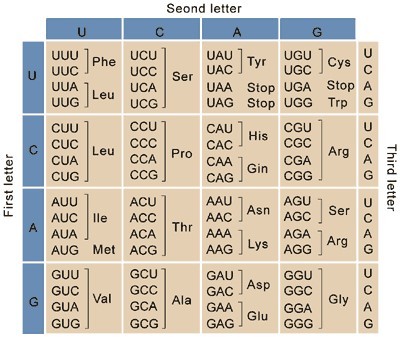 Seond letter
U C A G
First letter
Third letter
U
UUU UCU UAU UGU U
UUC Phe UCC UAC Tyr UGC Cys C
UUA UCA Ser UAA Stop UGA Stop A
UUG Leu UCG UAG Stop UGG Trp G
C
CUU CCU CAU CGU U
CUC CCC CAC His CGC C
CUA Leu CCA Pro CAA CGA Arg A
CUG CCG CAG Gin CGG G
A
AUU ACU AAU AGU U
AUC Ile ACC AAC Asn AGC Ser C
AUA ACA Thr AAA AGA A
AUG Met ACG AAG Lys AGG Arg G
G
GUU GCU GAU GGU U
GUC GCC GAC Asp GGC C
GUA Val GCA Ala GAA GGA Gly A
GUG GCG GAG Glu GGG G